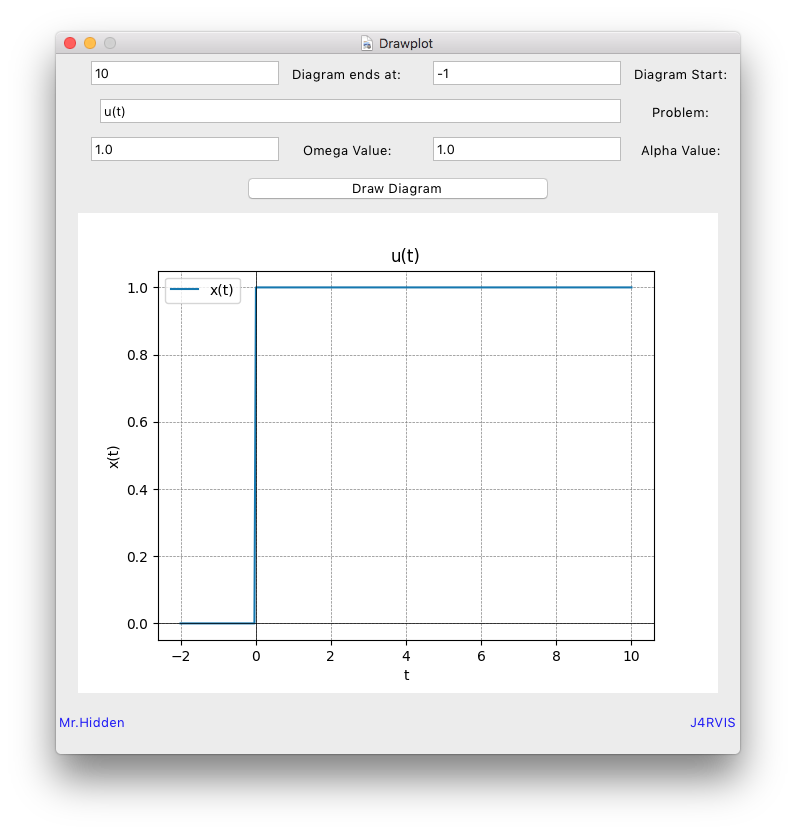 Drawplot
10 Diagram ends at: -1 Diagram Start:
u(t) Problem:
1.0 Omega Value: 1.0 Alpha Value:
Draw Diagram
u(t)
x(t)
1.0
0.8
0.6
x(t)
0.4
0.2
0.0
−2 0 2 4 6 8 10
t
Mr.Hidden J4RVIS